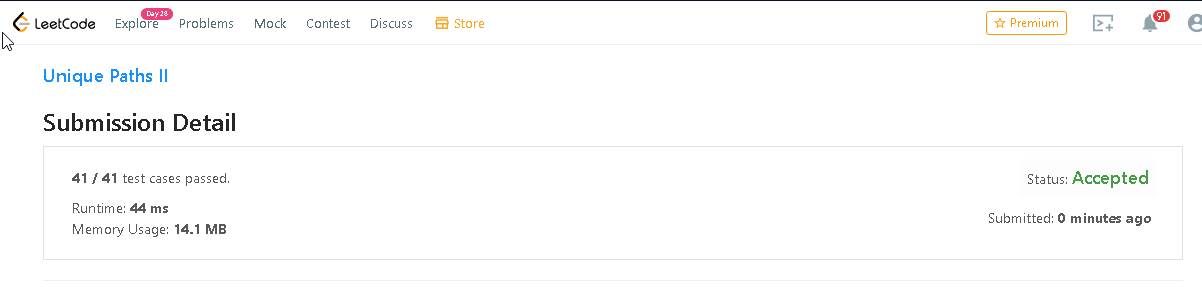 LeetCode Explore Day 28 Problems Mock Contest Discuss Store Premium 91
Unique Paths II
Submission Detail
41 / 41 test cases passed. Status: Accepted
Runtime: 44 ms Submitted: 0 minutes ago
Memory Usage: 14.1 MB